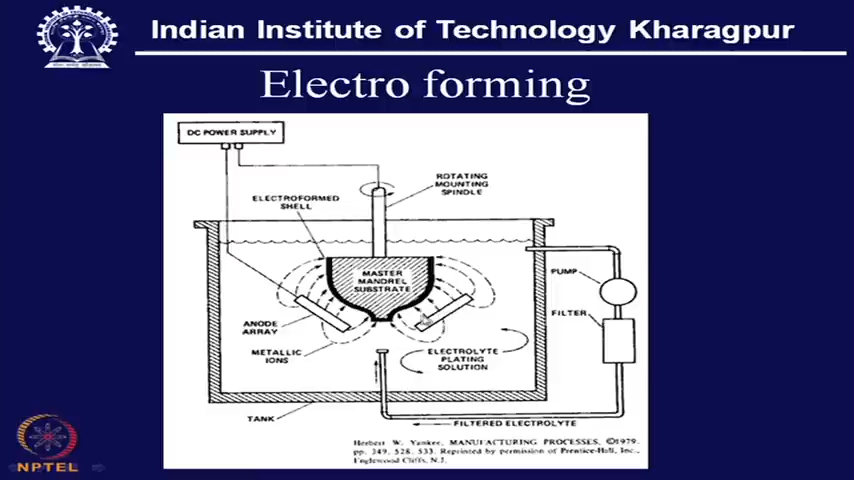 Indian Institute of Technology Kharagpur
Electro forming
DC POWER SUPPLY
ROTATING
MOUNTING
SPINDLE
ELECTROFORMED
SHELL
MASTER
MANDREL
SUBSTRATE
PUMP
FILTER
ANODE
ARRAY
METALLIC
IONS
ELECTROLYTE
PLATING
SOLUTION
TANK
FILTERED ELECTROLYTE
Herbert W. Yankee, MANUFACTURING PROCESSES, ©1979.
pp. 349, 528, 533. Reprinted by permission of Prentice-Hall, Inc.,
Englewood Cliffs, N.J.
NPTEL